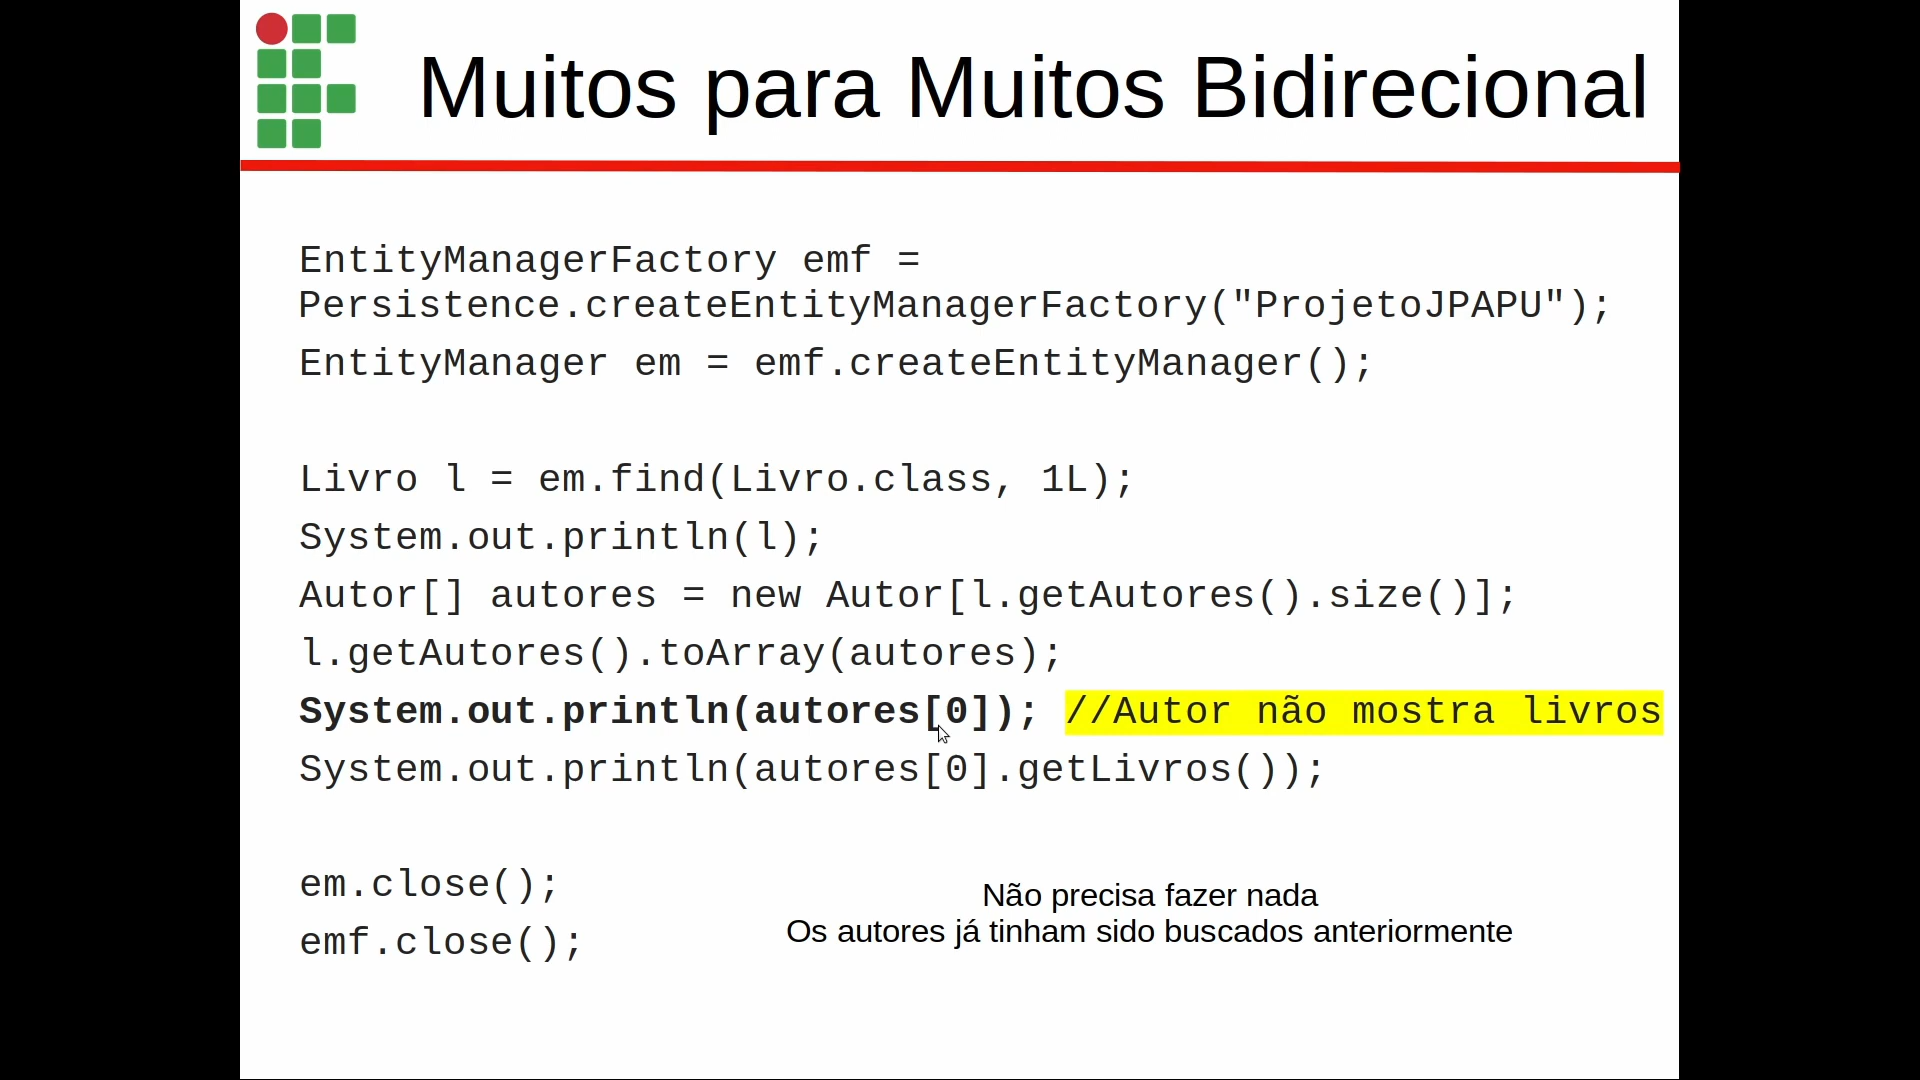 Muitos para Muitos Bidirecional
EntityManagerFactory emf =
Persistence.createEntityManagerFactory("ProjetoJPAPU");
EntityManager em = emf.createEntityManager();
Livro l = em.find(Livro.class, 1L);
System.out.println(l);
Autor[] autores = new Autor[l.getAutores().size()];
l.getAutores().toArray(autores);
System.out.println(autores[0]); //Autor não mostra livros
System.out.println(autores[0].getLivros());
em.close();
emf.close();
Não precisa fazer nada
Os autores já tinham sido buscados anteriormente